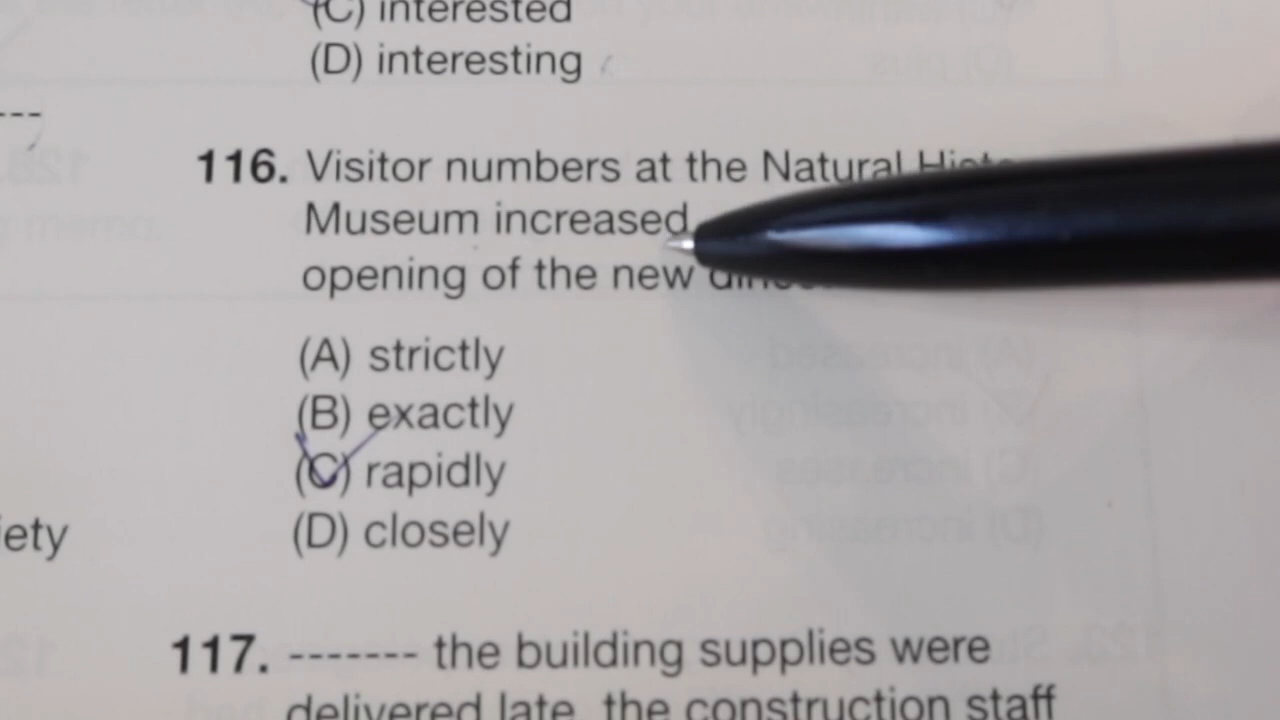 (C) interested
(D) interesting
---
116. Visitor numbers at the Natural
Museum increased
opening of the new
(A) strictly
(B) exactly
(C) rapidly
(D) closely
iety
117. ------- the building supplies were
delivered late, the construction staff